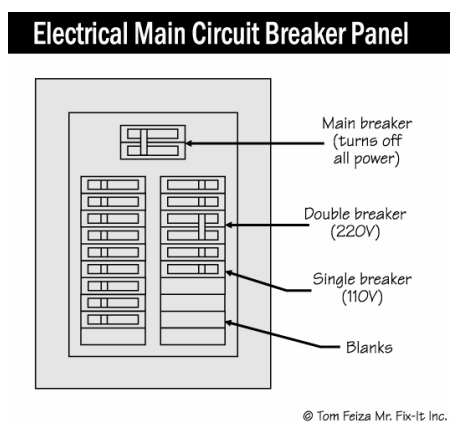 Electrical Main Circuit Breaker Panel
Main breaker
(turns off
all power)
Double breaker
(220V)
Single breaker
(110V)
Blanks
© Tom Feiza Mr. Fix-It Inc.